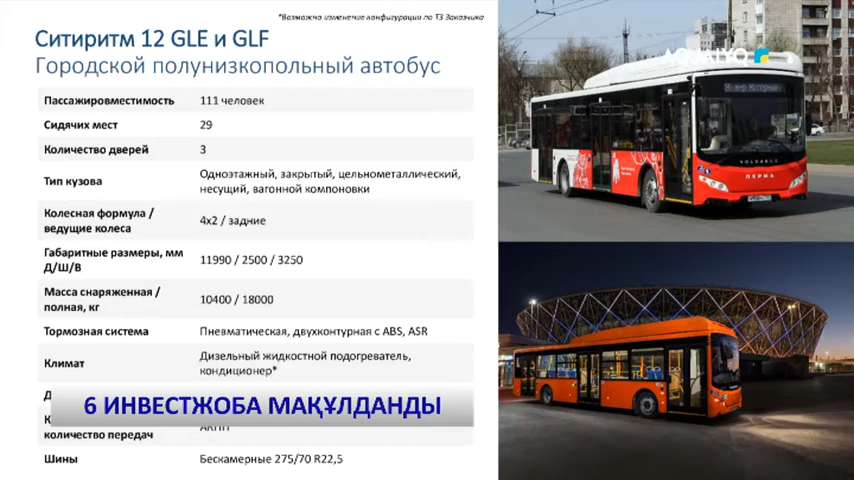 *Возможно изменение конфигурации по ТЗ Заказчика
Ситиритм 12 GLE и GLF
Городской полунизкопольный автобус
Пассажировместимость 111 человек
Сидячих мест 29
Количество дверей 3
Тип кузова Одноэтажный, закрытый, цельнометаллический,
несущий, вагонной компоновки
Колесная формула / 4x2 / задние
ведущие колеса
Габаритные размеры, мм 11990 / 2500 / 3250
Д/Ш/В
Масса снаряженная / 10400 / 18000
полная, кг
Тормозная система Пневматическая, двухконтурная с ABS, ASR
Климат Дизельный жидкостной подогреватель,
кондиционер*
6 ИНВЕСТЖОБА МАҚҰЛДАНДЫ
количество передач
Шины Бескамерные 275/70 R22,5
VOLGABUS
ПЕРМА